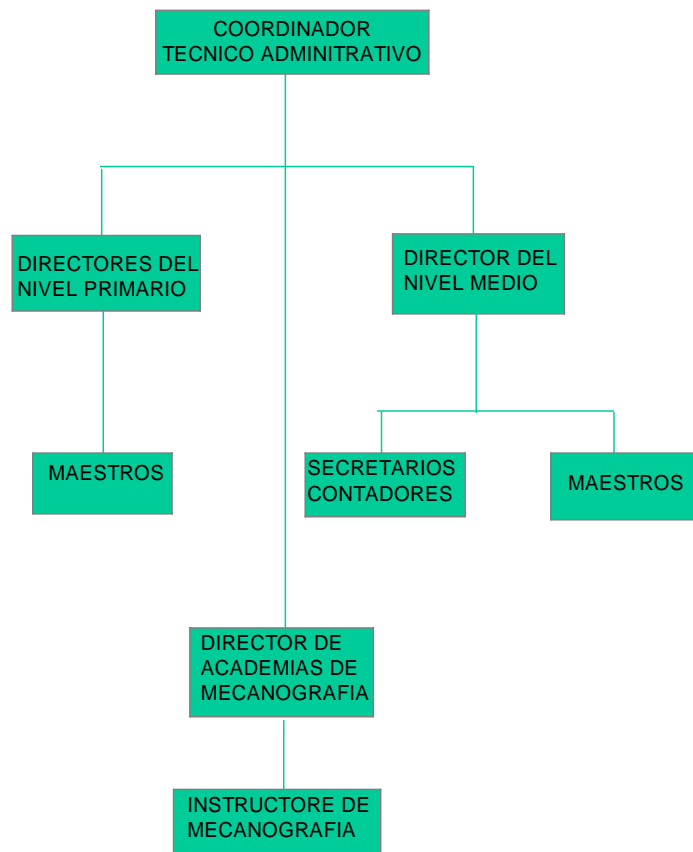 COORDINADOR
TECNICO ADMINITRATIVO
DIRECTORES DEL
NIVEL PRIMARIO
DIRECTOR DEL
NIVEL MEDIO
MAESTROS
SECRETARIOS
CONTADORES
MAESTROS
DIRECTOR DE
ACADEMIAS DE
MECANOGRAFIA
INSTRUCTORE DE
MECANOGRAFIA